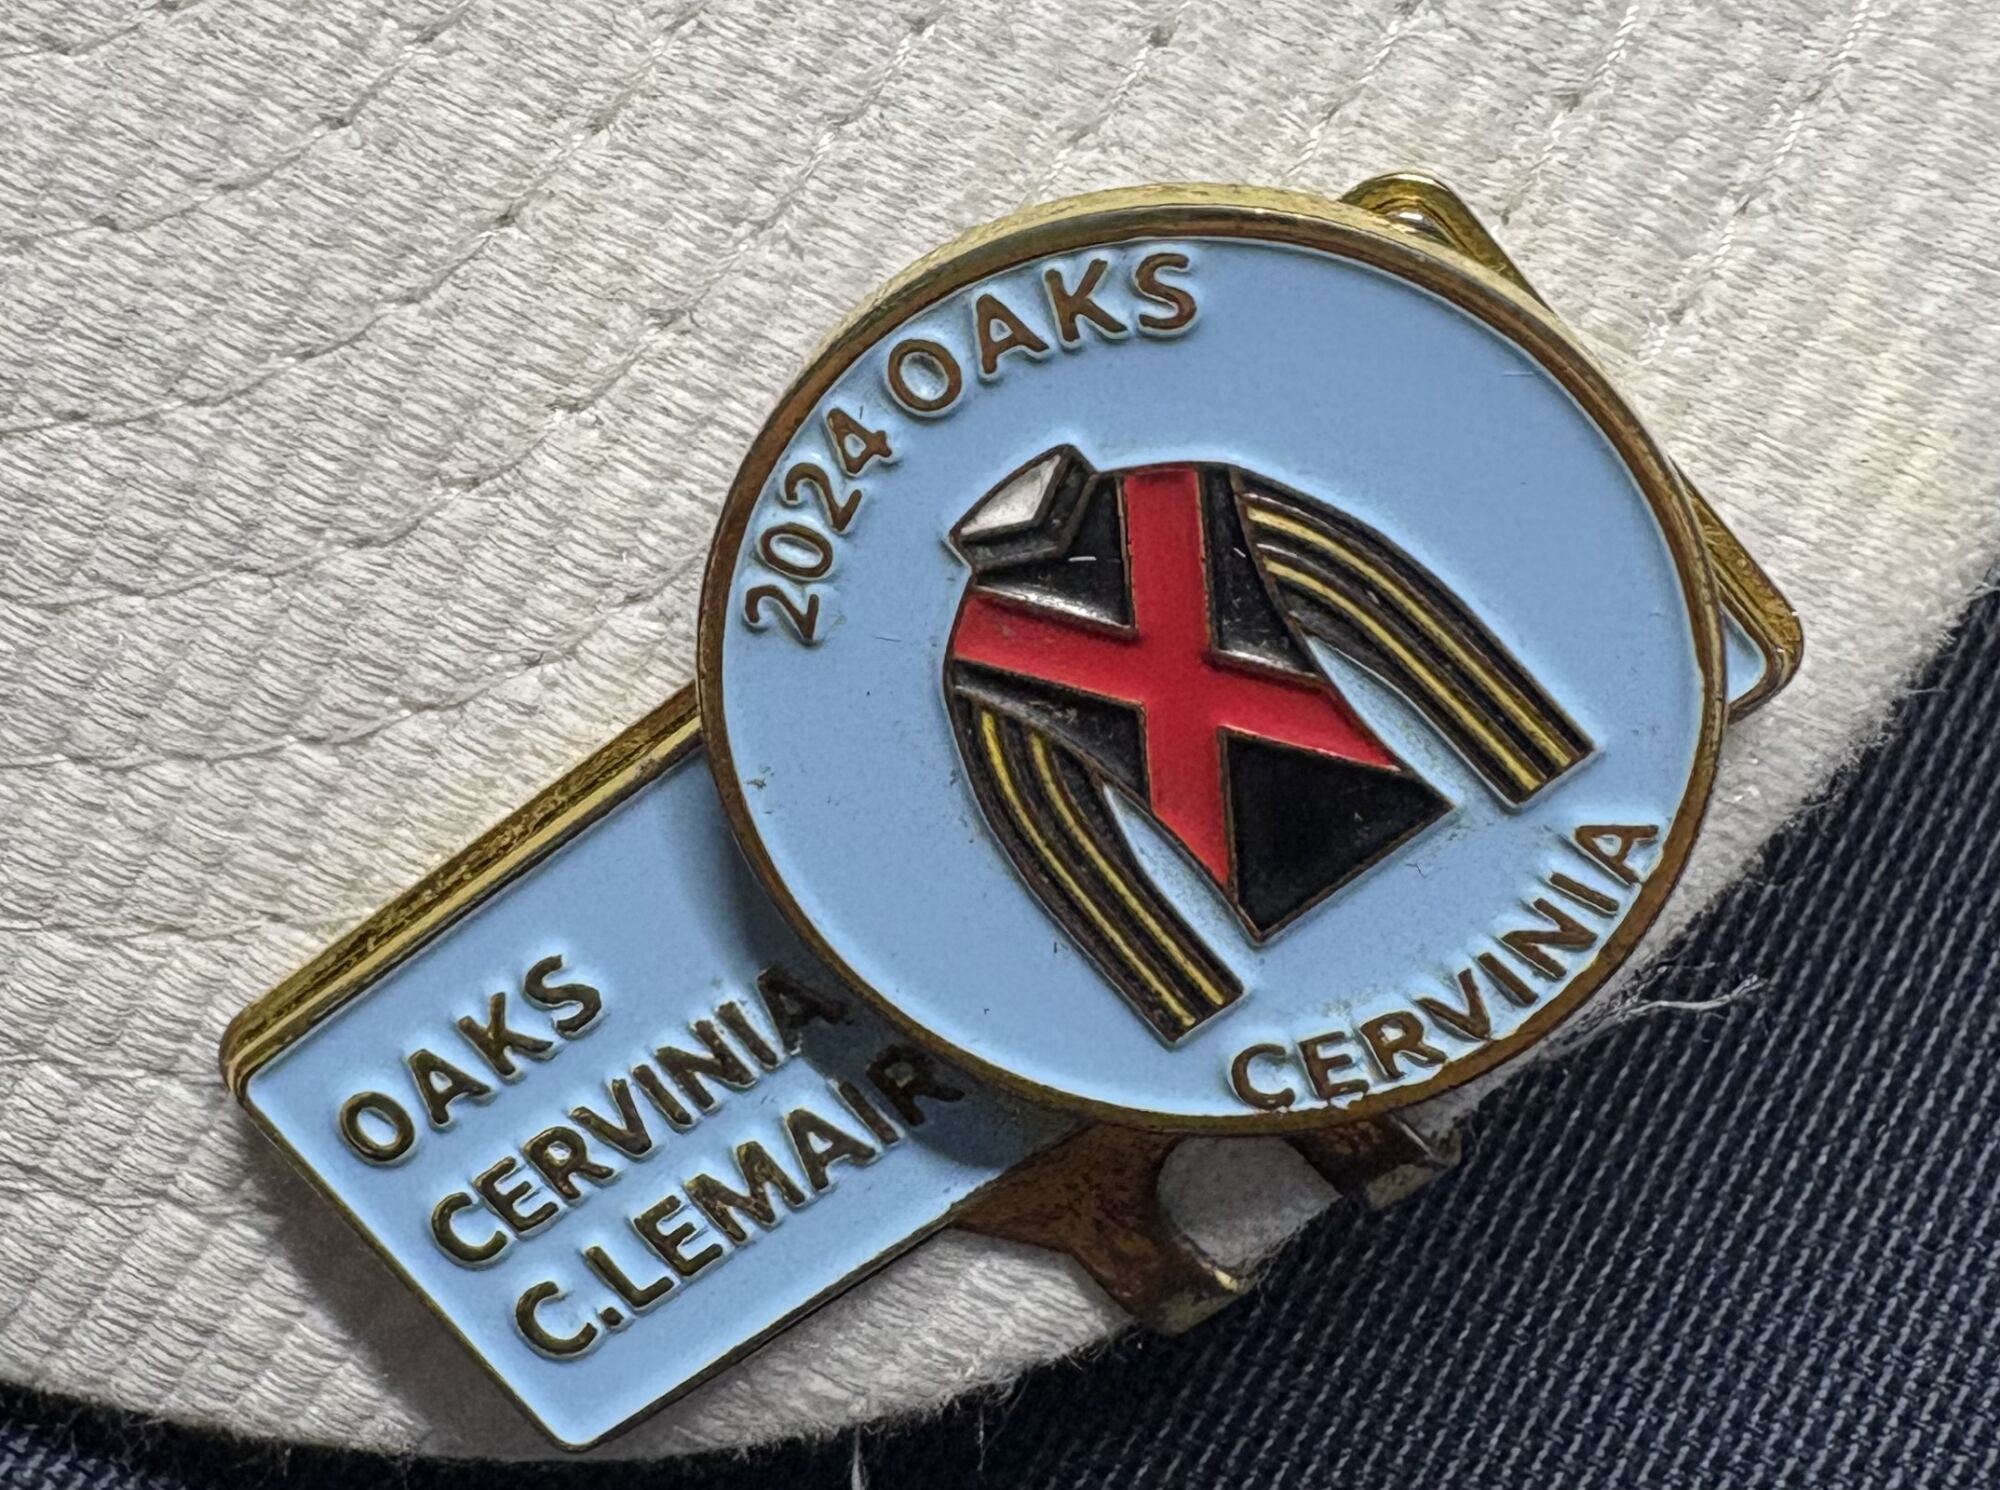 2024 OAKS
CERVINIA
OAKS
CERVINIA
C.LEMAIR